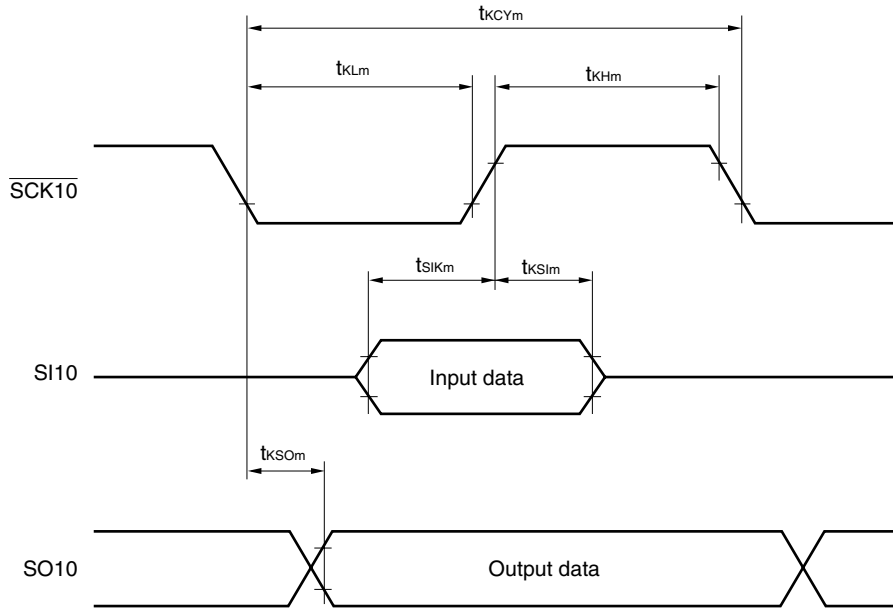 tKCYm
tKLm
tKHm
SCK10
tSIKm
tKSIm
SI10
Input data
tKSOm
SO10
Output data